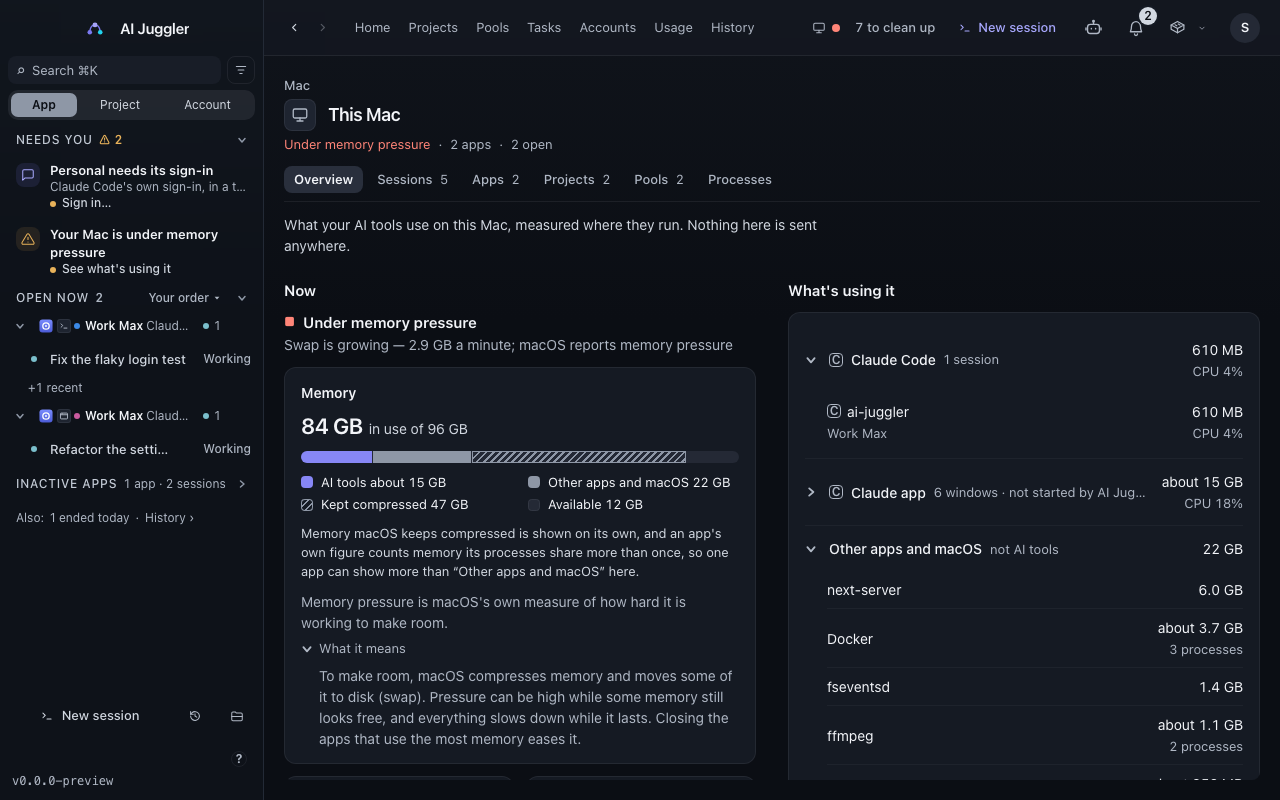 AI Juggler
Search ⌘K
App
Project
Account
NEEDS YOU 2
Personal needs its sign-in
Claude Code's own sign-in, in a t…
Sign in…
Your Mac is under memory
pressure
See what's using it
OPEN NOW 2
Your order
Work Max Claud…
1
Fix the flaky login test
Working
+1 recent
Work Max Claud…
1
Refactor the setti…
Working
INACTIVE APPS 1 app · 2 sessions
Also: 1 ended today · History ›
New session
?
v0.0.0-preview
Home
Projects
Pools
Tasks
Accounts
Usage
History
7 to clean up
New session
2
S
Mac
This Mac
Under memory pressure · 2 apps · 2 open
Overview
Sessions 5
Apps 2
Projects 2
Pools 2
Processes
What your AI tools use on this Mac, measured where they run. Nothing here is sent
anywhere.
Now
Under memory pressure
Swap is growing — 2.9 GB a minute; macOS reports memory pressure
Memory
84 GB in use of 96 GB
AI tools about 15 GB
Other apps and macOS 22 GB
Kept compressed 47 GB
Available 12 GB
Memory macOS keeps compressed is shown on its own, and an app's
own figure counts memory its processes share more than once, so one
app can show more than “Other apps and macOS” here.
Memory pressure is macOS's own measure of how hard it is
working to make room.
What it means
To make room, macOS compresses memory and moves some of
it to disk (swap). Pressure can be high while some memory still
looks free, and everything slows down while it lasts. Closing the
apps that use the most memory eases it.
What's using it
C Claude Code 1 session
610 MB
CPU 4%
C ai-juggler
610 MB
Work Max
CPU 4%
C Claude app 6 windows · not started by AI Jug…
about 15 GB
CPU 18%
Other apps and macOS not AI tools
22 GB
next-server
6.0 GB
Docker
about 3.7 GB
3 processes
fseventsd
1.4 GB
ffmpeg
about 1.1 GB
2 processes